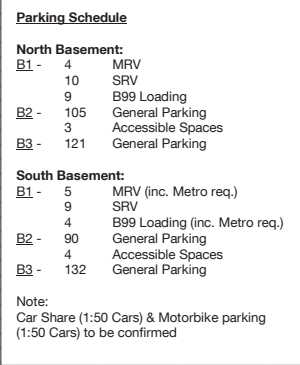 Parking Schedule
North Basement:
B1 - 4 MRV
10 SRV
9 B99 Loading
B2 - 105 General Parking
3 Accessible Spaces
B3 - 121 General Parking
South Basement:
B1 - 5 MRV (inc. Metro req.)
9 SRV
4 B99 Loading (inc. Metro req.)
B2 - 90 General Parking
4 Accessible Spaces
B3 - 132 General Parking
Note:
Car Share (1:50 Cars) & Motorbike parking
(1:50 Cars) to be confirmed